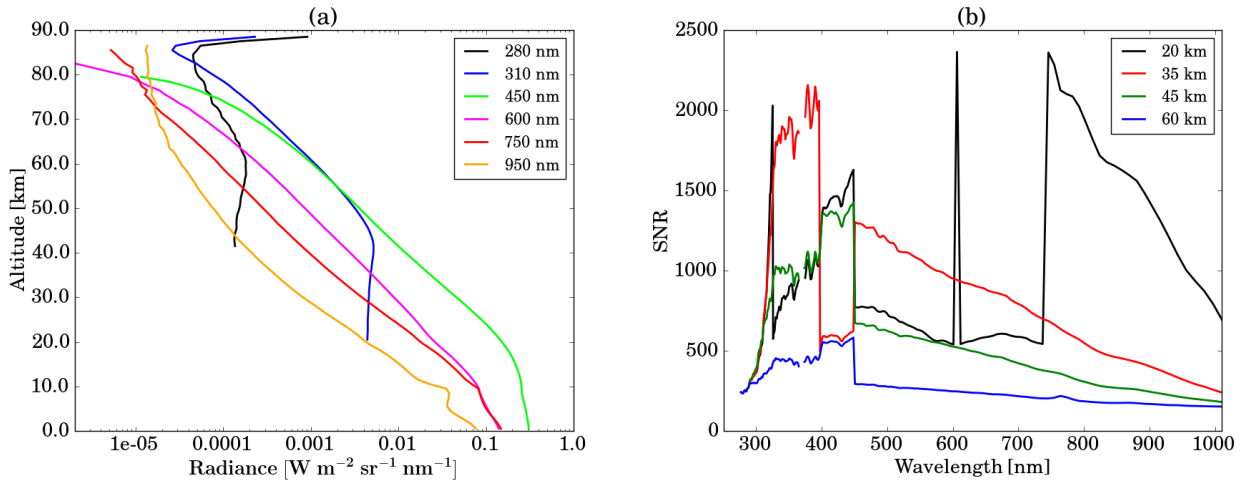 (a)
90.0
80.0
70.0
60.0
50.0
40.0
30.0
20.0
10.0
0.0
Altitude [km]
1e-05 0.0001 0.001 0.01 0.1 1.0
Radiance [W m⁻² sr⁻¹ nm⁻¹]
280 nm
310 nm
450 nm
600 nm
750 nm
950 nm
(b)
2500
2000
1500
1000
500
0
SNR
300 400 500 600 700 800 900 1000
Wavelength [nm]
20 km
35 km
45 km
60 km